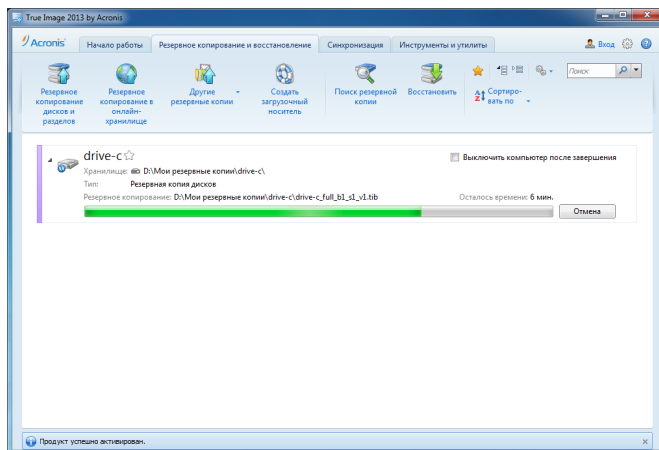 True Image 2013 by Acronis
Acronis
Начало работы
Резервное копирование и восстановление
Синхронизация
Инструменты и утилиты
Вход
Резервное копирование дисков и разделов
Резервное копирование в онлайн-хранилище
Другие резервные копии
Создать загрузочный носитель
Поиск резервной копии
Восстановить
Сортиро-
вать по
Поиск
drive-c
Выключить компьютер после завершения
Хранилище: D:\Мои резервные копии\drive-c\
Тип: Резервная копия дисков
Резервное копирование: D:\Мои резервные копии\drive-c\drive-c_full_b1_s1_v1.tib
Осталось времени: 6 мин.
Отмена
Продукт успешно активирован.